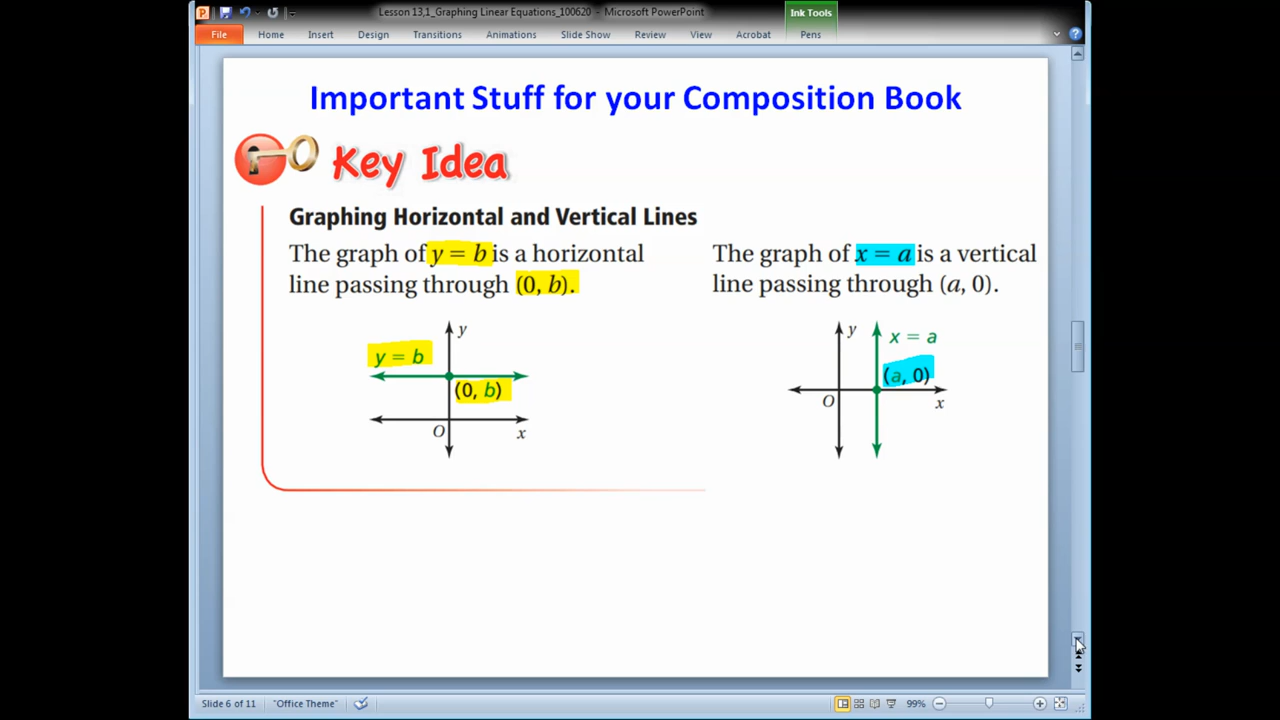 Lesson 13,1_Graphing Linear Equations_100620 - Microsoft PowerPoint
Ink Tools
File Home Insert Design Transitions Animations Slide Show Review View Acrobat Pens
Important Stuff for your Composition Book
Key Idea
Graphing Horizontal and Vertical Lines
The graph of y = b is a horizontal
line passing through (0, b).
The graph of x = a is a vertical
line passing through (a, 0).
y
y = b
(0, b)
O
x
y
x = a
(a, 0)
O
x
Slide 6 of 11 "Office Theme" 99%